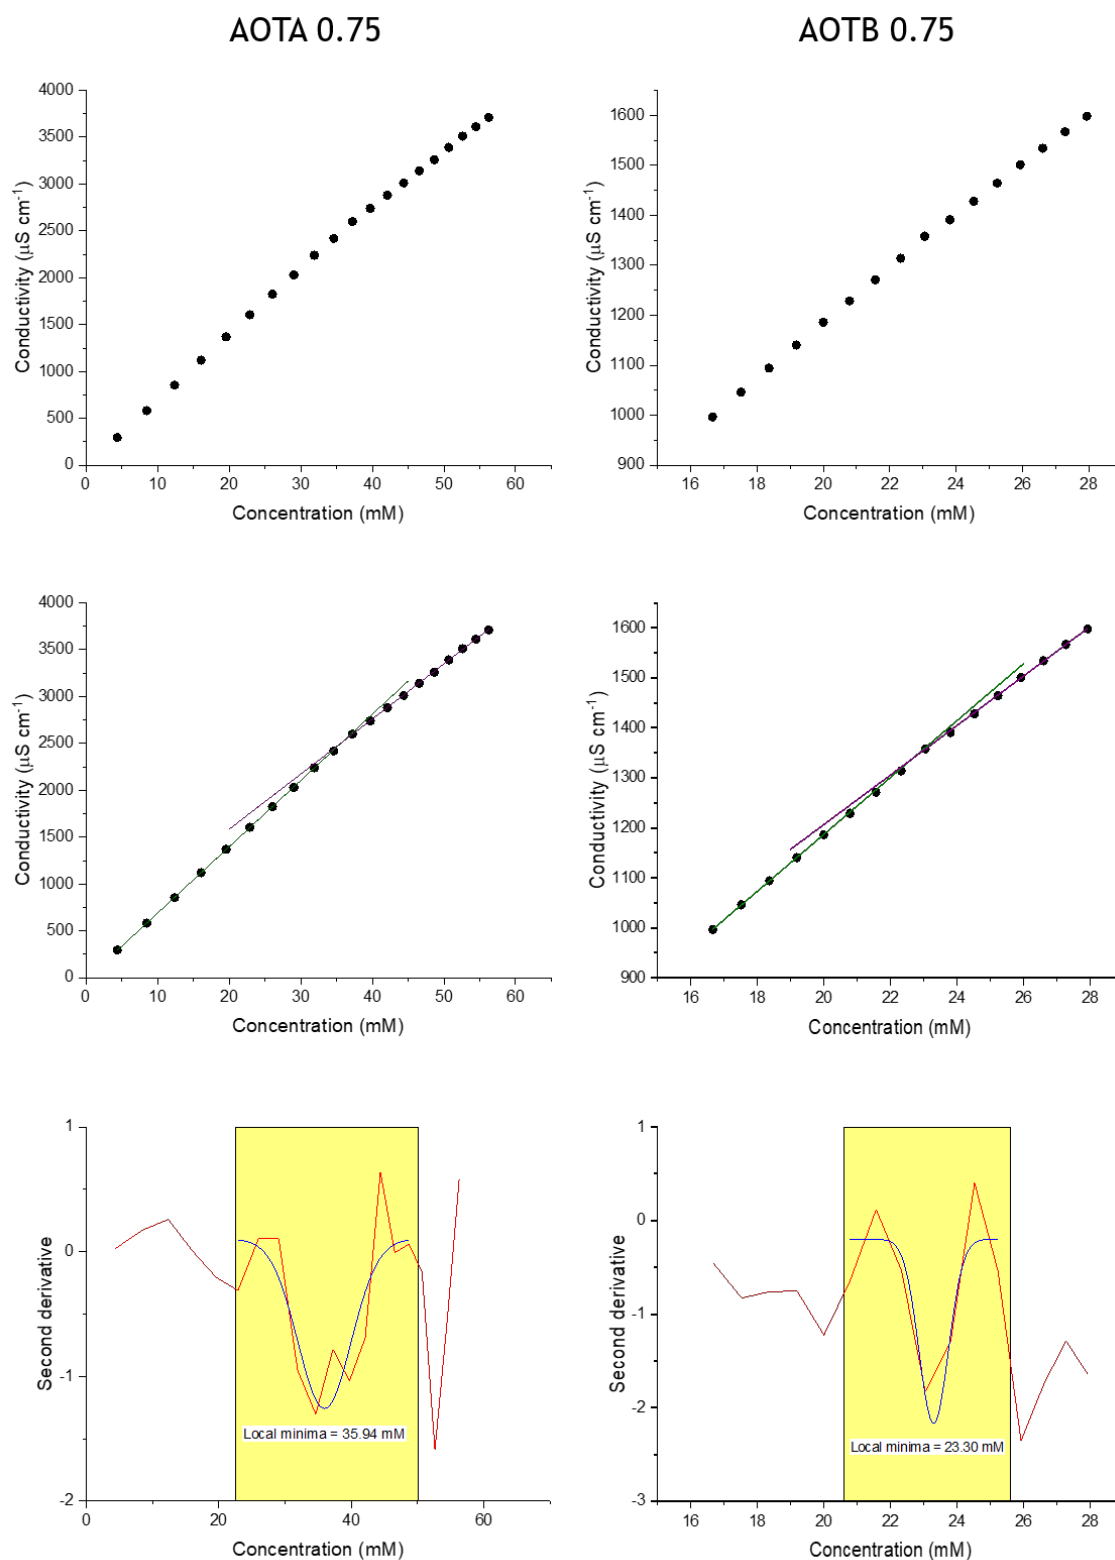 AOTA 0.75
AOTB 0.75
4000
3500
3000
2500
2000
1500
1000
500
0
0 10 20 30 40 50 60
Conductivity (µS cm⁻¹)
Concentration (mM)
1600
1500
1400
1300
1200
1100
1000
900
16 18 20 22 24 26 28
Conductivity (µS cm⁻¹)
Concentration (mM)
4000
3500
3000
2500
2000
1500
1000
500
0
0 10 20 30 40 50 60
Conductivity (µS cm⁻¹)
Concentration (mM)
1600
1500
1400
1300
1200
1100
1000
900
16 18 20 22 24 26 28
Conductivity (µS cm⁻¹)
Concentration (mM)
1
0
-1
-2
0 20 40 60
Second derivative
Local minima = 35.94 mM
Concentration (mM)
1
0
-1
-2
-3
16 18 20 22 24 26 28
Second derivative
Local minima = 23.30 mM
Concentration (mM)